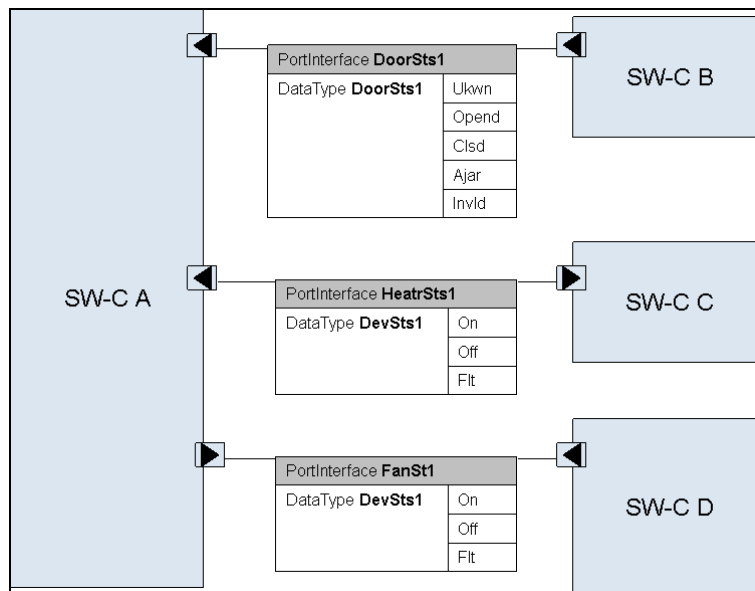 PortInterface DoorSts1
DataType DoorSts1
Ukwn
Opend
Clsd
Ajar
Invld
SW-C B
SW-C A
PortInterface HeatrSts1
DataType DevSts1
On
Off
Flt
SW-C C
PortInterface FanSt1
DataType DevSts1
On
Off
Flt
SW-C D